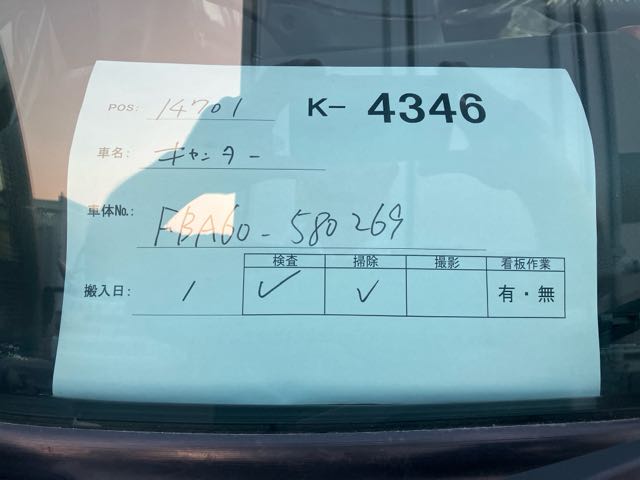 POS: 14701 K- 4346
車名: キャンター
車体No.: FBA60-580269
検査 掃除 撮影 看板作業
搬入日: 1 ✓ ✓ 有・無